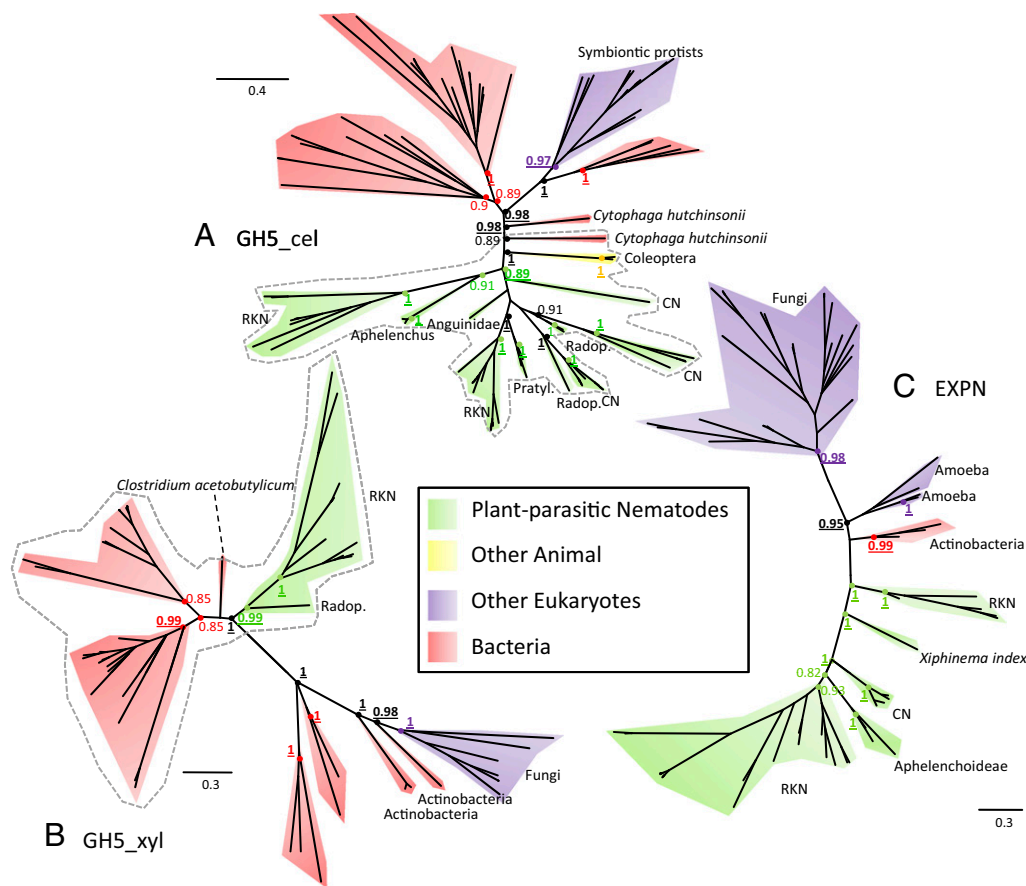 Symbiontic protists
0.4
0.97
1
1
1
0.89
0.9
0.98
Cytophaga hutchinsonii
0.98
0.89
Cytophaga hutchinsonii
A GH5_cel
1
Coleoptera
1
0.89
0.91
CN
1
RKN
1
Aphelenchus
Anguinidae
1
0.91
1
1
Radop.
1
1
1
1
CN
Pratyl.
Radop.
CN
RKN
Fungi
C EXPN
0.98
Amoeba
Amoeba
1
0.95
0.99
Actinobacteria
Clostridium acetobutylicum
RKN
Plant-parasitic Nematodes
Other Animal
Other Eukaryotes
Bacteria
1
0.85
Radop.
0.99
0.99
0.85
1
1
1
RKN
1
Xiphinema index
1
0.82
0.93
1
CN
1
Aphelenchoideae
RKN
1
1
1
0.98
1
Fungi
Actinobacteria
Actinobacteria
0.3
B GH5_xyl
0.3